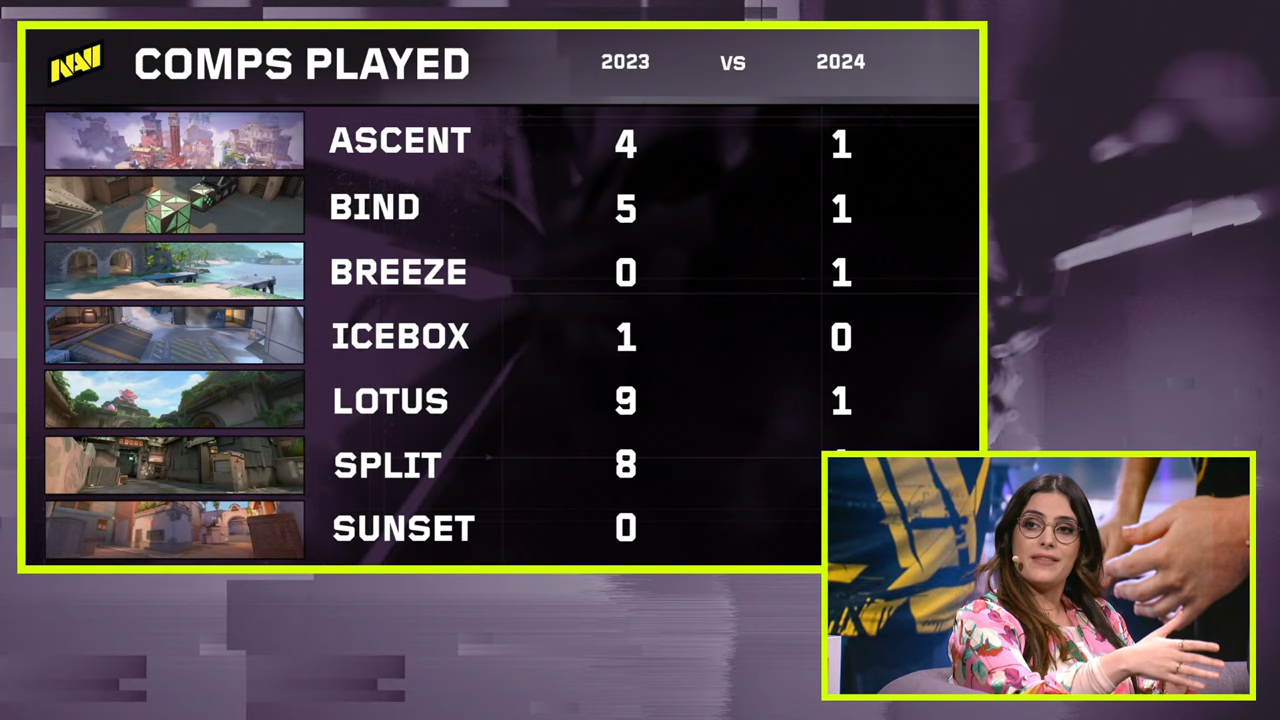 NAVI COMPS PLAYED 2023 VS 2024
ASCENT 4 1
BIND 5 1
BREEZE 0 1
ICEBOX 1 0
LOTUS 9 1
SPLIT 8
SUNSET 0